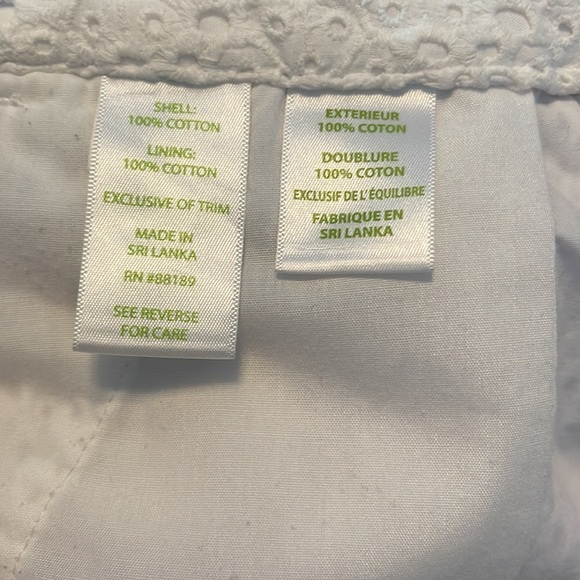 SHELL:
100% COTTON
LINING:
100% COTTON
EXCLUSIVE OF TRIM
MADE IN
SRI LANKA
RN #88189
SEE REVERSE
FOR CARE
EXTERIEUR
100% COTON
DOUBLURE
100% COTON
EXCLUSIF DE L'ÉQUILIBRE
FABRIQUE EN
SRI LANKA